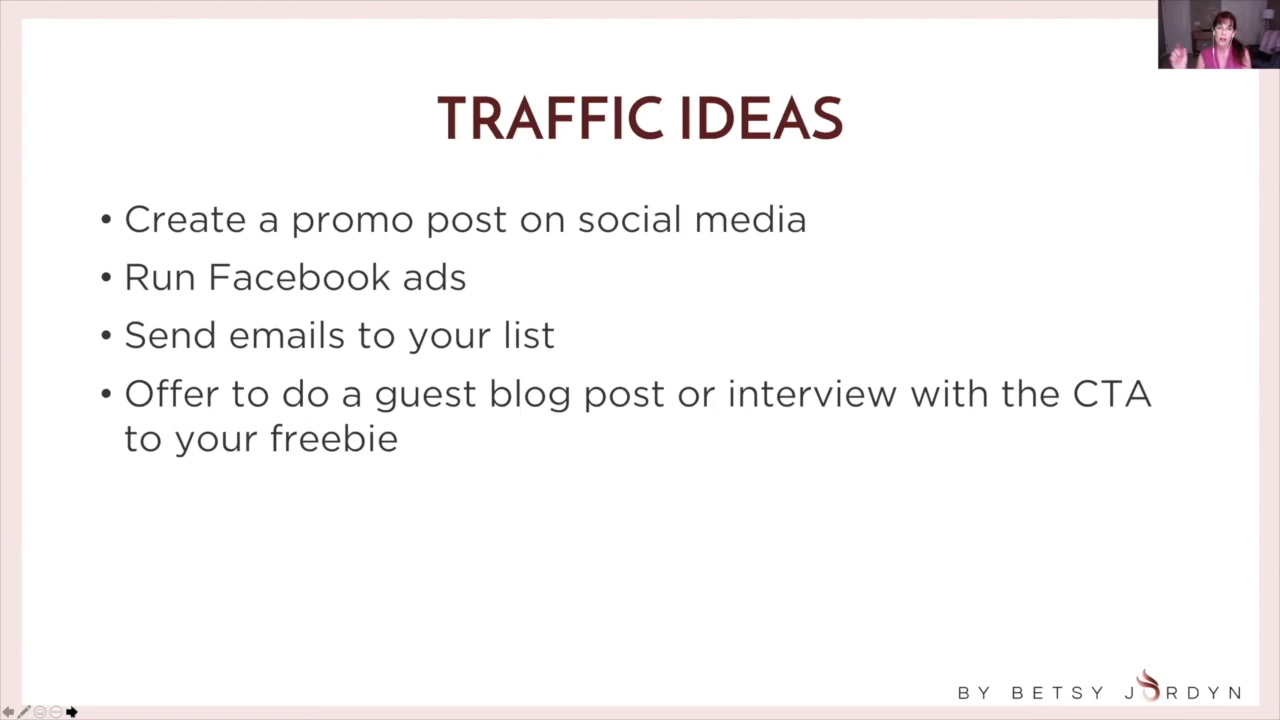 TRAFFIC IDEAS
• Create a promo post on social media
• Run Facebook ads
• Send emails to your list
• Offer to do a guest blog post or interview with the CTA
to your freebie
BY BETSY JORDYN